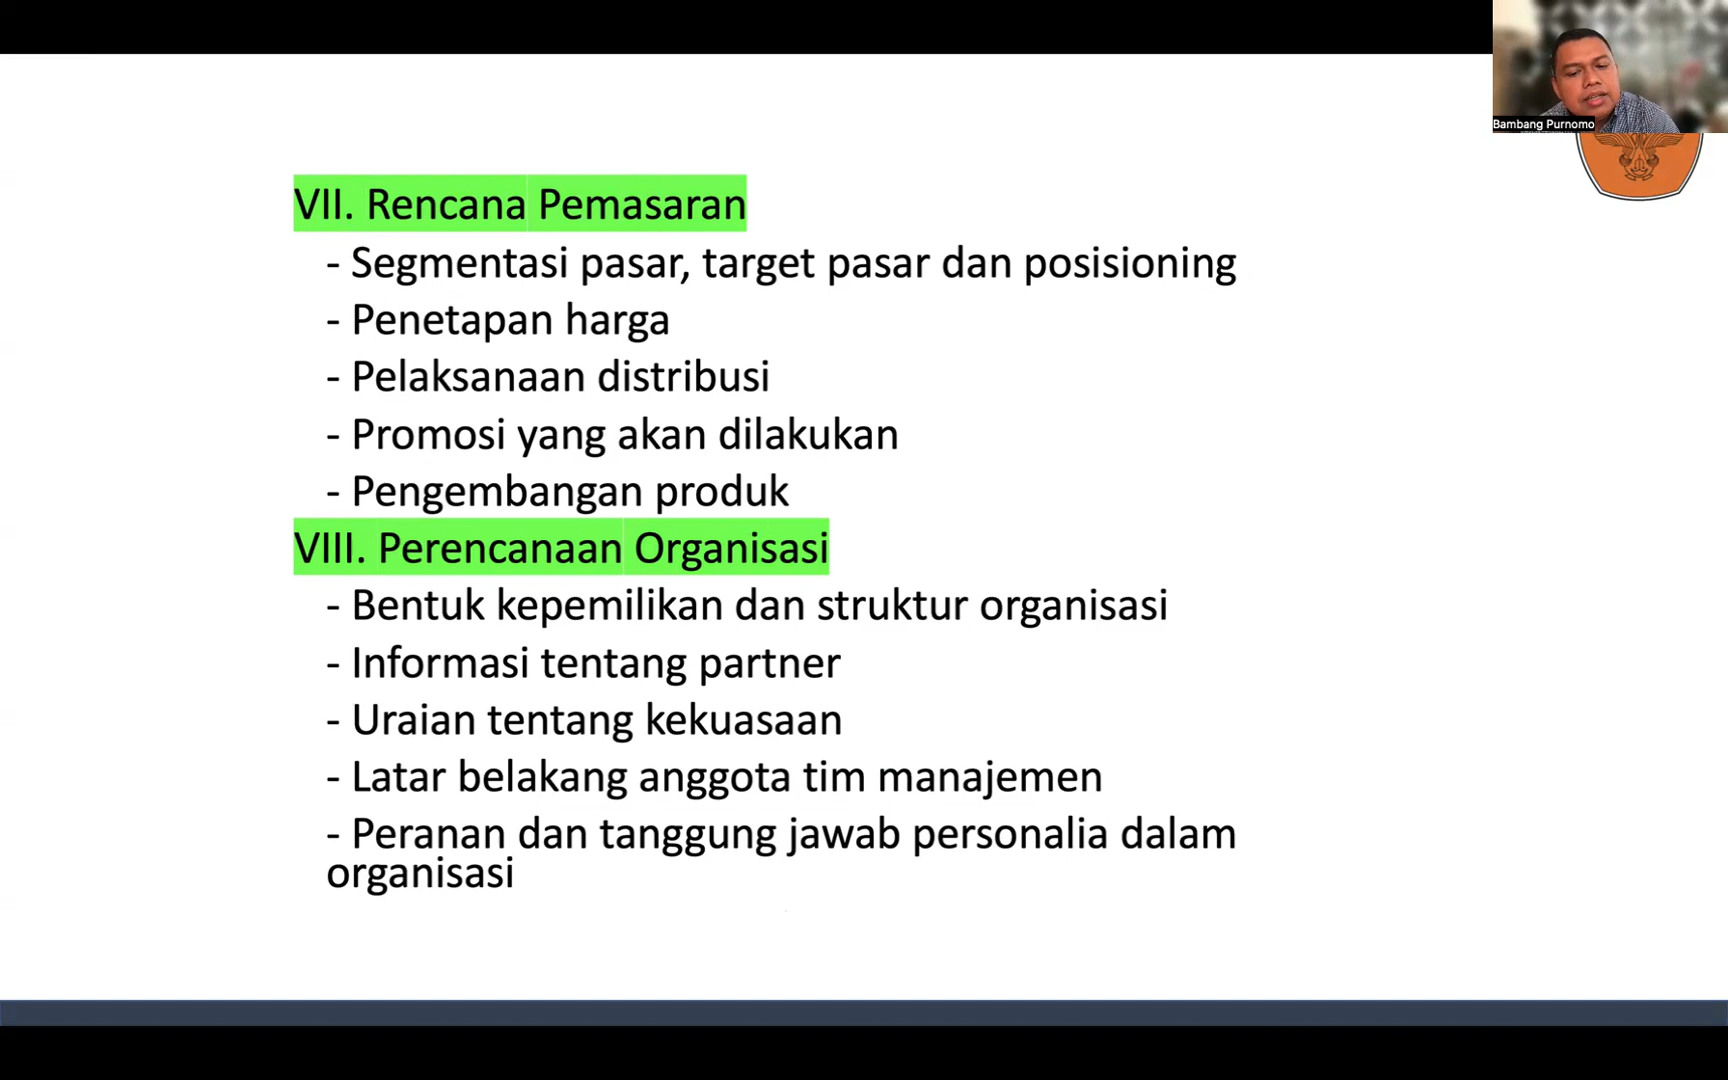 Bambang Purnomo
VII. Rencana Pemasaran
- Segmentasi pasar, target pasar dan posisioning
- Penetapan harga
- Pelaksanaan distribusi
- Promosi yang akan dilakukan
- Pengembangan produk
VIII. Perencanaan Organisasi
- Bentuk kepemilikan dan struktur organisasi
- Informasi tentang partner
- Uraian tentang kekuasaan
- Latar belakang anggota tim manajemen
- Peranan dan tanggung jawab personalia dalam
organisasi